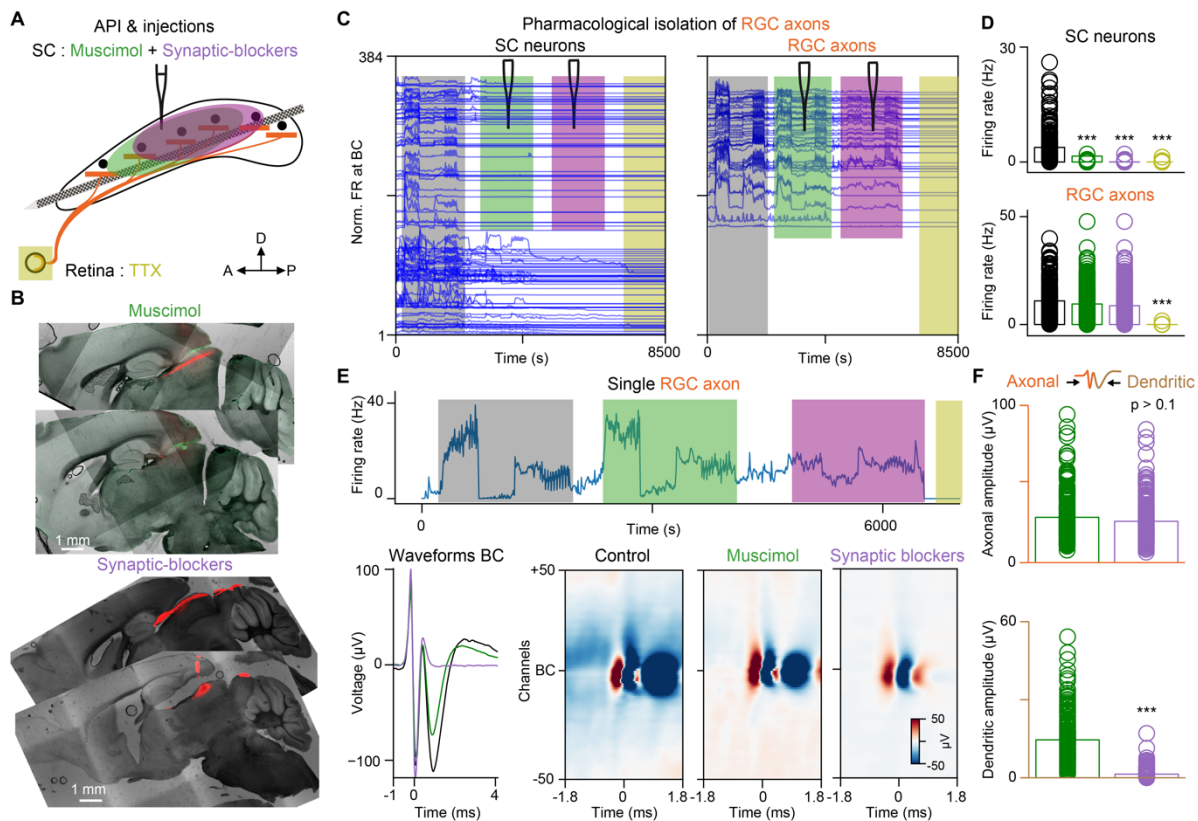 A
API & injections
SC : Muscimol + Synaptic-blockers
Retina : TTX
D
A
P
B
Muscimol
1 mm
Synaptic-blockers
1 mm
C
Pharmacological isolation of RGC axons
SC neurons
RGC axons
384
Norm. FR at BC
1
0
Time (s)
8500
0
Time (s)
8500
D
SC neurons
30
Firing rate (Hz)
0
*** *** ***
RGC axons
50
Firing rate (Hz)
0
***
E
Single RGC axon
40
Firing rate (Hz)
0
0
Time (s)
6000
Waveforms BC
100
Voltage (µV)
0
−100
-1 0
4
Time (ms)
Control
Muscimol
Synaptic blockers
+50
Channels
BC
-50
-1.8 0 1.8
Time (ms)
-1.8 0 1.8
Time (ms)
-1.8 0 1.8
Time (ms)
50
µV
-50
F
Axonal
Dendritic
p > 0.1
100
Axonal amplitude (µV)
0
60
Dendritic amplitude (µV)
0
***